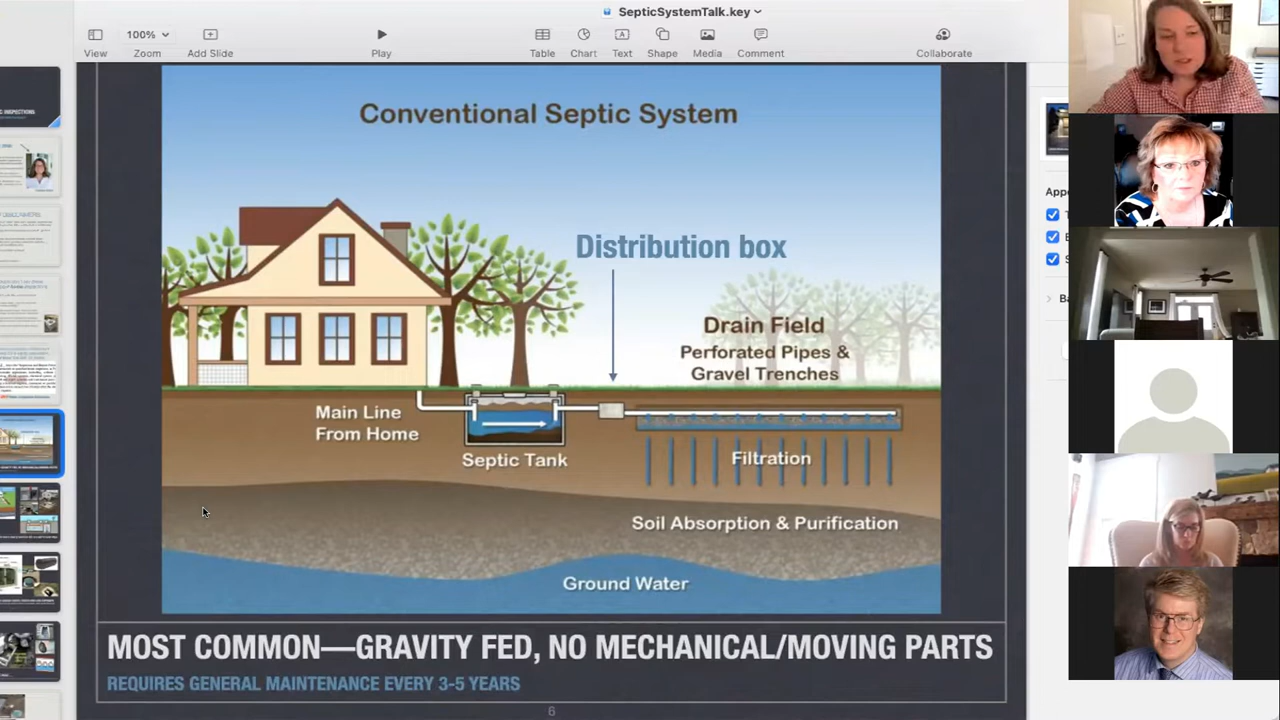 SepticSystemTalk.key
100%
View
Zoom
Add Slide
Play
Table
Chart
Text
Shape
Media
Comment
Collaborate
Conventional Septic System
Distribution box
Drain Field
Perforated Pipes &
Gravel Trenches
Main Line
From Home
Septic Tank
Filtration
Soil Absorption & Purification
Ground Water
MOST COMMON—GRAVITY FED, NO MECHANICAL/MOVING PARTS
REQUIRES GENERAL MAINTENANCE EVERY 3-5 YEARS
6